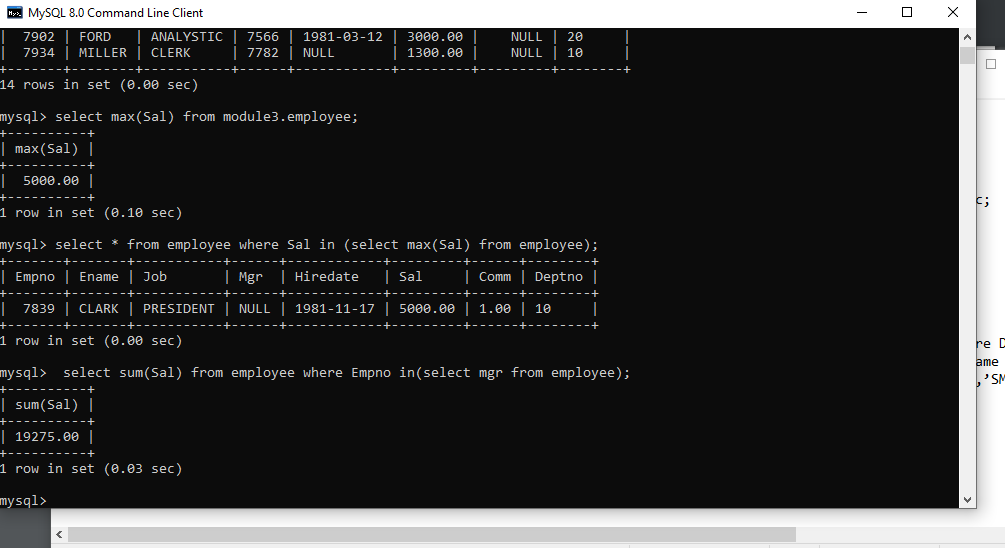 MySQL 8.0 Command Line Client
|  7902 | FORD   | ANALYSTIC | 7566 | 1981-03-12 | 3000.00 |    NULL | 20     |
|  7934 | MILLER | CLERK     | 7782 | NULL       | 1300.00 |    NULL | 10     |
+-------+--------+-----------+------+------------+---------+---------+--------+
14 rows in set (0.00 sec)
mysql> select max(Sal) from module3.employee;
+----------+
| max(Sal) |
+----------+
|  5000.00 |
+----------+
1 row in set (0.10 sec)
mysql> select * from employee where Sal in (select max(Sal) from employee);
+-------+-------+-----------+------+------------+---------+------+--------+
| Empno | Ename | Job       | Mgr  | Hiredate   | Sal     | Comm | Deptno |
+-------+-------+-----------+------+------------+---------+------+--------+
|  7839 | CLARK | PRESIDENT | NULL | 1981-11-17 | 5000.00 | 1.00 | 10     |
+-------+-------+-----------+------+------------+---------+------+--------+
1 row in set (0.00 sec)
mysql>  select sum(Sal) from employee where Empno in(select mgr from employee);
+----------+
| sum(Sal) |
+----------+
| 19275.00 |
+----------+
1 row in set (0.03 sec)
mysql>
c;
re D
ame
,’SM